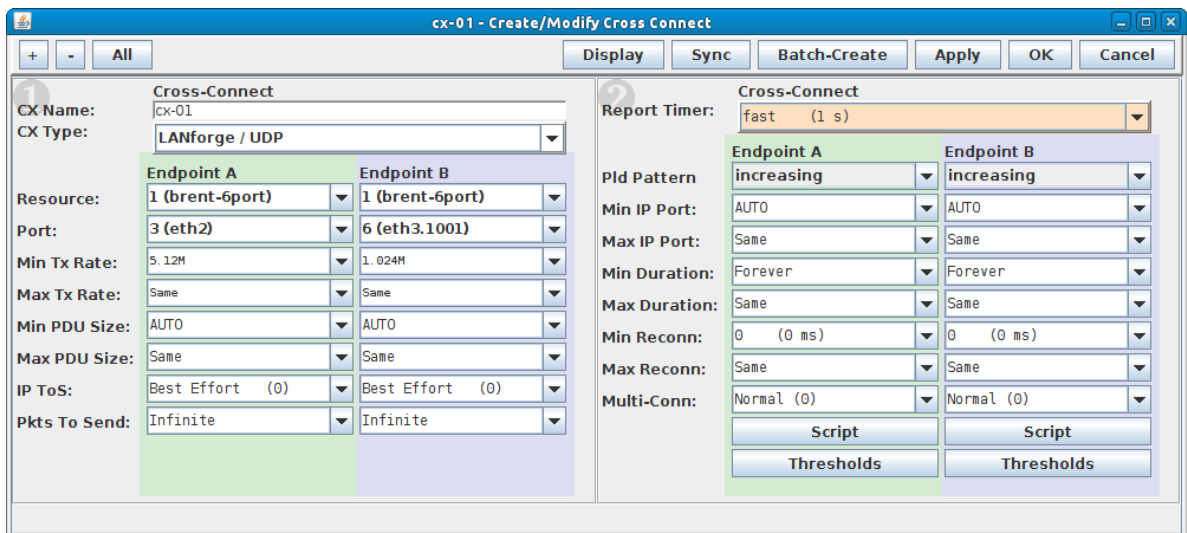 cx-01 - Create/Modify Cross Connect
+ - All Display Sync Batch-Create Apply OK Cancel
1
Cross-Connect
CX Name: cx-01
CX Type: LANforge / UDP
Endpoint A Endpoint B
Resource: 1 (brent-6port) 1 (brent-6port)
Port: 3 (eth2) 6 (eth3.1001)
Min Tx Rate: 5.12M 1.024M
Max Tx Rate: Same Same
Min PDU Size: AUTO AUTO
Max PDU Size: Same Same
IP ToS: Best Effort (0) Best Effort (0)
Pkts To Send: Infinite Infinite
2
Cross-Connect
Report Timer: fast (1 s)
Endpoint A Endpoint B
Pld Pattern increasing increasing
Min IP Port: AUTO AUTO
Max IP Port: Same Same
Min Duration: Forever Forever
Max Duration: Same Same
Min Reconn: 0 (0 ms) 0 (0 ms)
Max Reconn: Same Same
Multi-Conn: Normal (0) Normal (0)
Script Script
Thresholds Thresholds